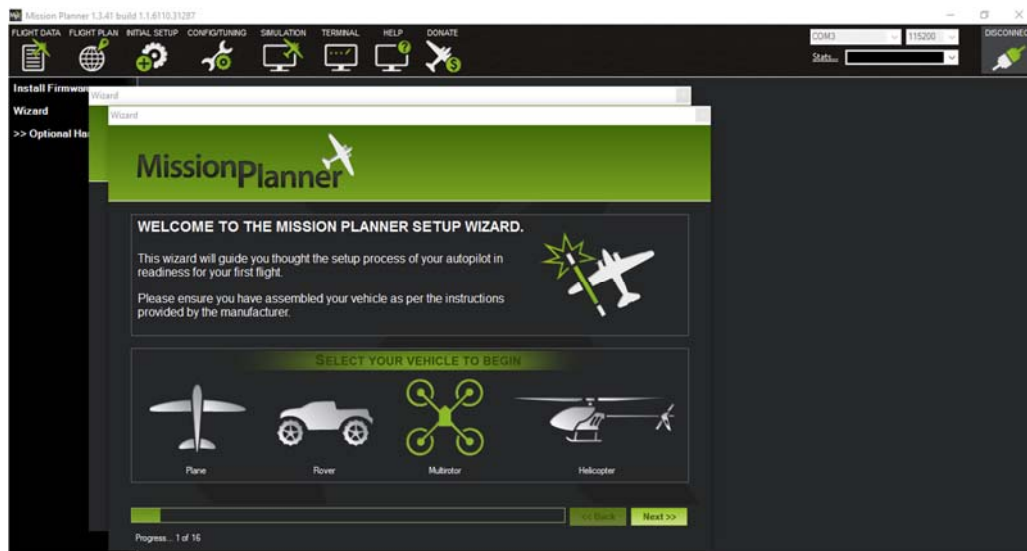 Mission Planner 1.3.41 build 1.1.6110.31287
FLIGHT DATA FLIGHT PLAN INITIAL SETUP CONFIG/TUNING SIMULATION TERMINAL HELP DONATE
COM3 115200 DISCONNEC
Stats...
Install Firmwar
Wizard
Wizard
>> Optional Ha
Wizard
MissionPlanner
WELCOME TO THE MISSION PLANNER SETUP WIZARD.
This wizard will guide you thought the setup process of your autopilot in
readiness for your first flight.
Please ensure you have assembled your vehicle as per the instructions
provided by the manufacturer.
SELECT YOUR VEHICLE TO BEGIN
Plane Rover Multirotor Helicopter
<< Back Next >>
Progress... 1 of 16